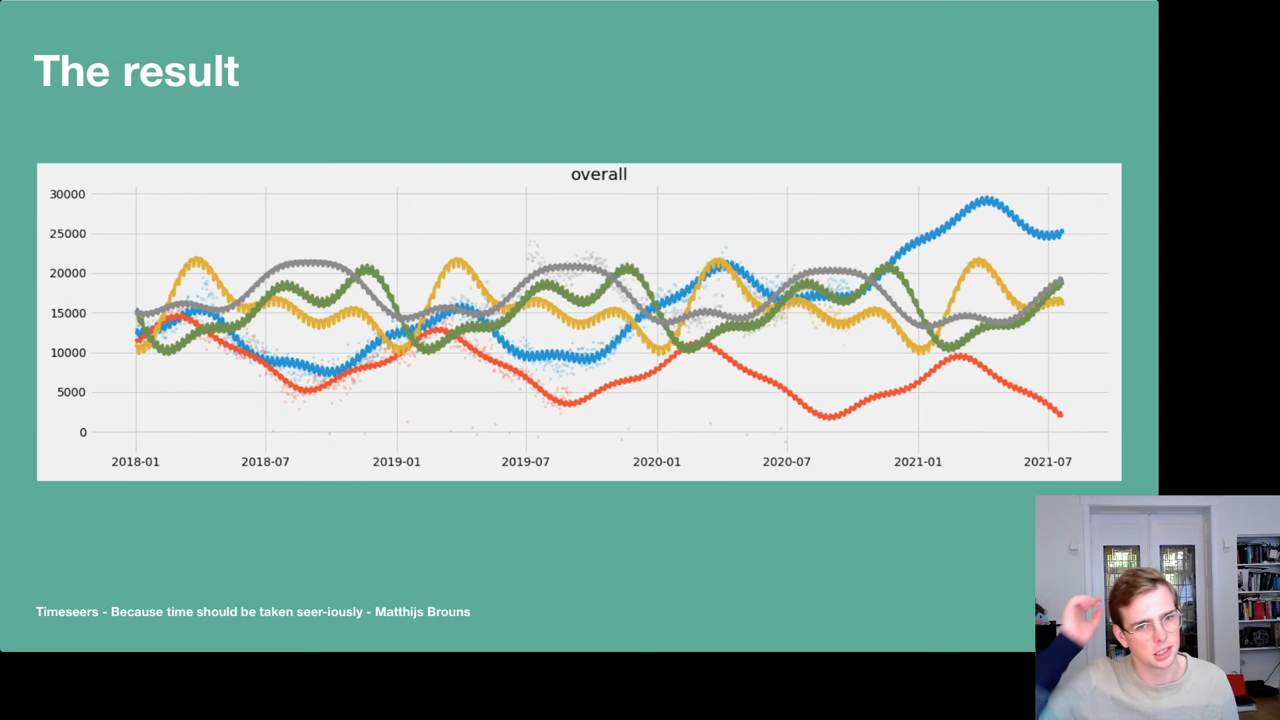 The result
overall
30000
25000
20000
15000
10000
5000
0
2018-01 2018-07 2019-01 2019-07 2020-01 2020-07 2021-01 2021-07
Timeseers - Because time should be taken seer-iously - Matthijs Brouns